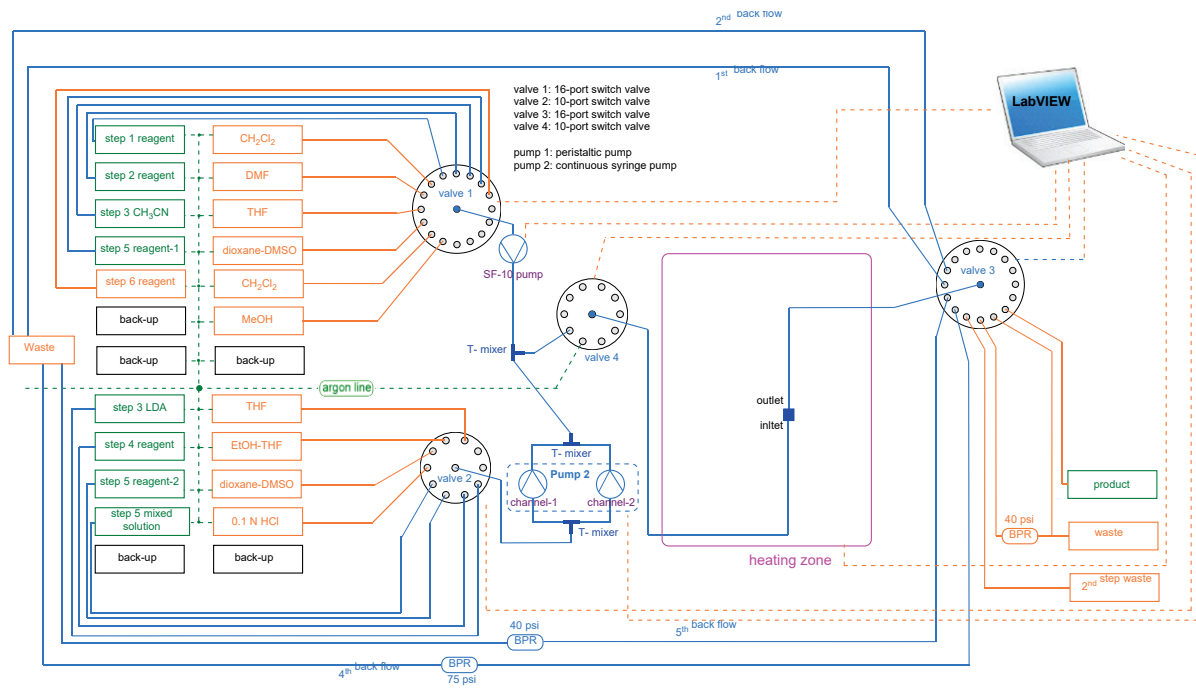 2nd back flow
1st back flow
valve 1: 16-port switch valve
valve 2: 10-port switch valve
valve 3: 16-port switch valve
valve 4: 10-port switch valve
pump 1: peristaltic pump
pump 2: continuous syringe pump
LabVIEW
step 1 reagent
CH2Cl2
step 2 reagent
DMF
step 3 CH3CN
THF
step 5 reagent-1
dioxane-DMSO
step 6 reagent
CH2Cl2
back-up
MeOH
back-up
back-up
valve 1
SF-10 pump
valve 3
Waste
T- mixer
valve 4
argon line
step 3 LDA
THF
step 4 reagent
EtOH-THF
step 5 reagent-2
dioxane-DMSO
step 5 mixed
solution
0.1 N HCl
back-up
back-up
valve 2
T- mixer
Pump 2
channel-1
channel-2
T- mixer
outlet
inltet
heating zone
product
40 psi
BPR
waste
2nd step waste
40 psi
BPR
5th back flow
4th back flow
BPR
75 psi